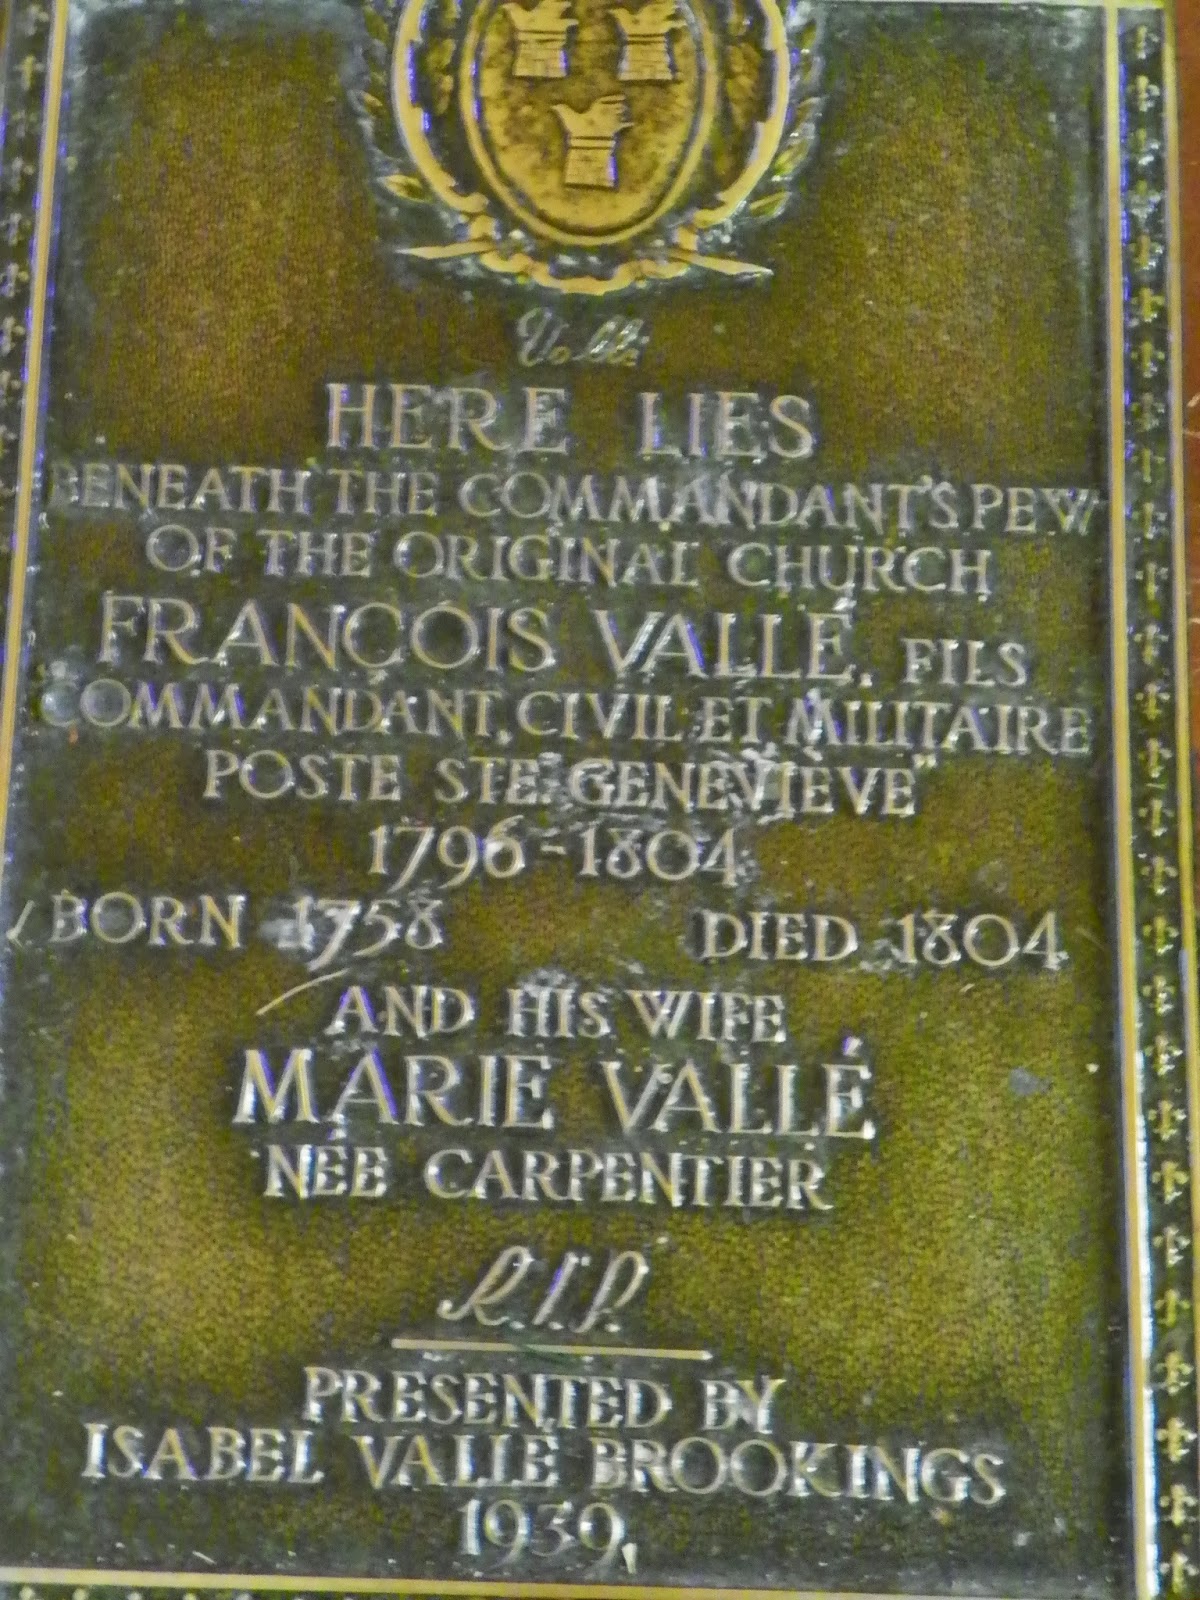 Vallé
HERE LIES
BENEATH THE COMMANDANT'S PEW
OF THE ORIGINAL CHURCH
FRANÇOIS VALLÉ, FILS
COMMANDANT, CIVIL ET MILITAIRE
POSTE STE. GENEVIÈVE"
1796-1804
BORN 1758 DIED 1804
AND HIS WIFE
MARIE VALLÉ
NÉE CARPENTIER
R.I.P.
PRESENTED BY
ISABEL VALLÉ BROOKINGS
1939.